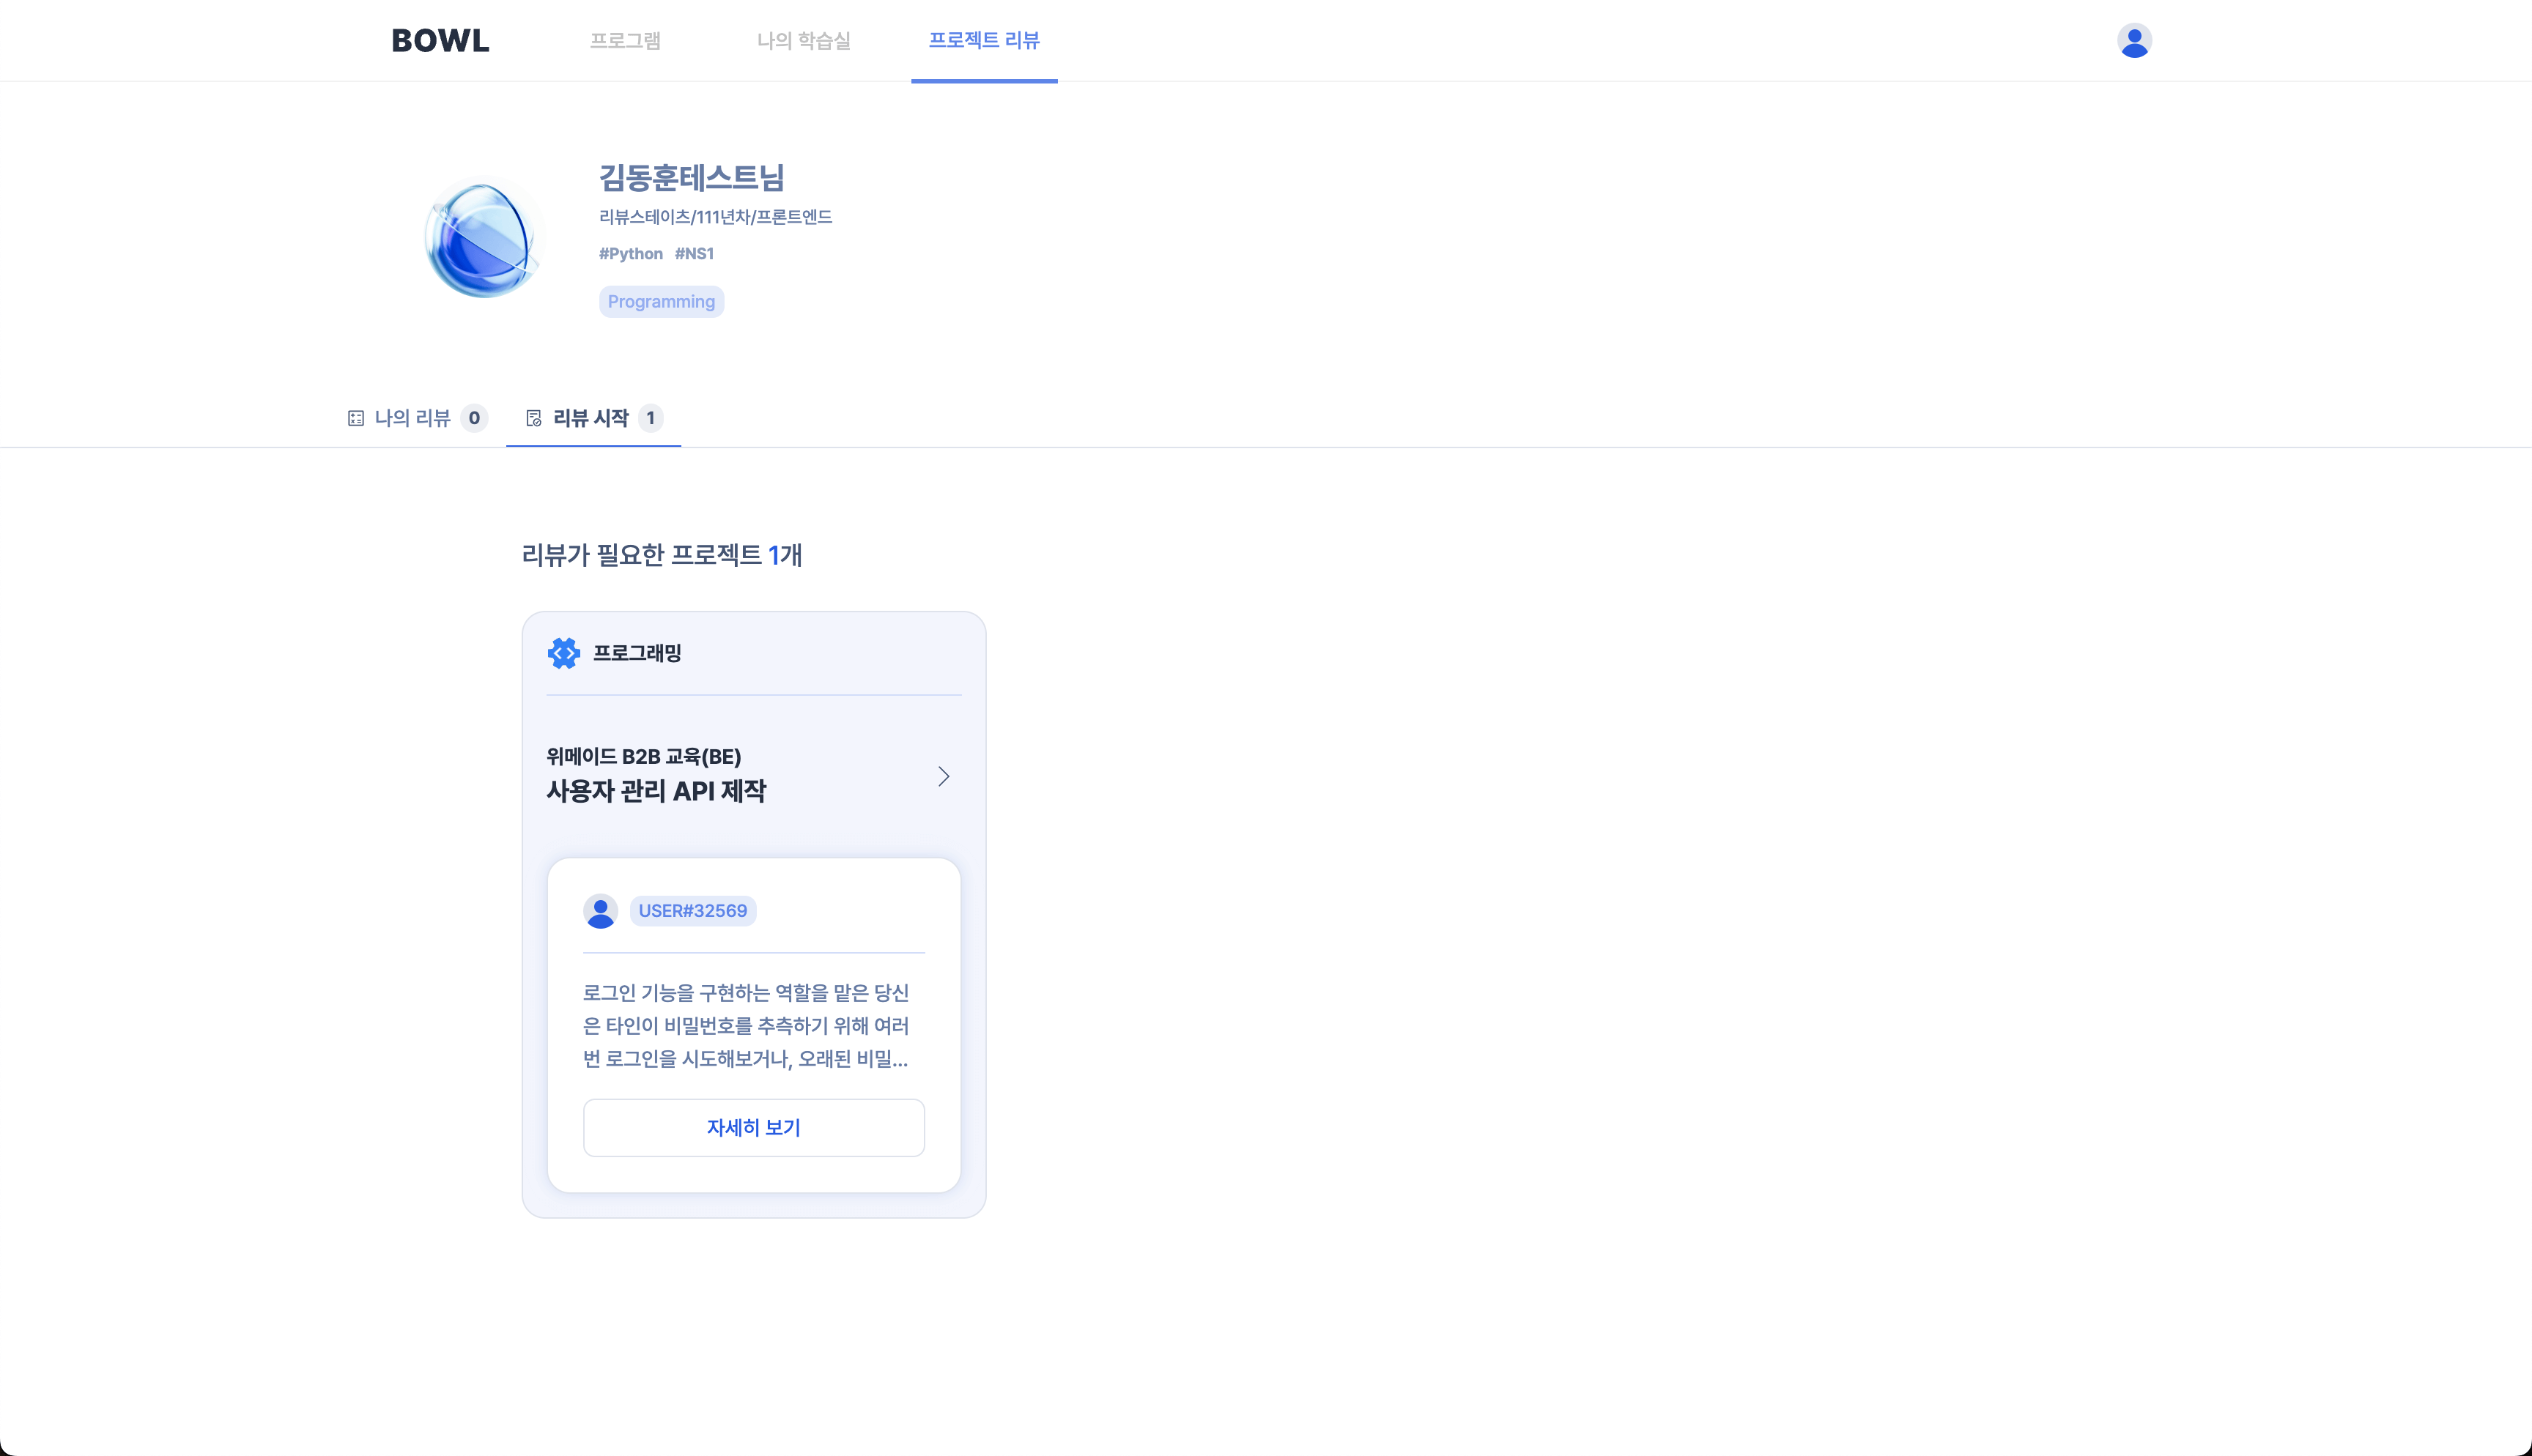 BOWL
프로그램
나의 학습실
프로젝트 리뷰
김동훈테스트님
리뷰스테이츠/111년차/프론트엔드
#Python #NS1
Programming
나의 리뷰 0
리뷰 시작 1
리뷰가 필요한 프로젝트 1개
프로그래밍
위메이드 B2B 교육(BE)
사용자 관리 API 제작
USER#32569
로그인 기능을 구현하는 역할을 맡은 당신
은 타인이 비밀번호를 추측하기 위해 여러
번 로그인을 시도해보거나, 오래된 비밀...
자세히 보기